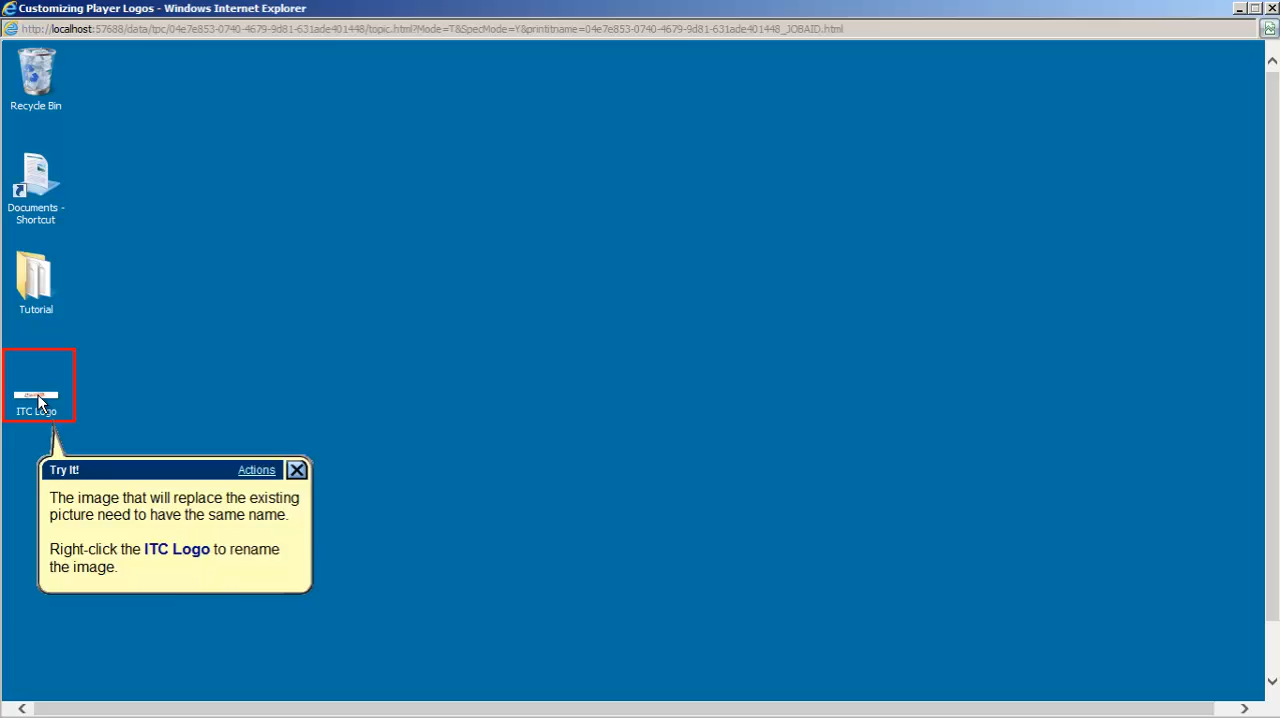 Customizing Player Logos - Windows Internet Explorer
http://localhost:57688/data/tpc/04e7e853-0740-4679-9d81-631ade401448/topic.html?Mode=T&SpecMode=Y&printitname=04e7e853-0740-4679-9d81-631ade401448_JOBAID.html
Recycle Bin
Documents -
Shortcut
Tutorial
ITC Logo
Try It!
Actions
The image that will replace the existing
picture need to have the same name.
Right-click the ITC Logo to rename
the image.